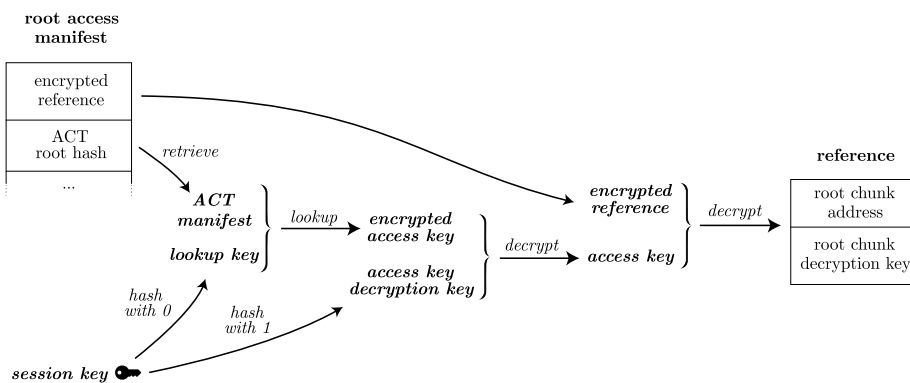 root access
manifest
encrypted
reference
ACT
root hash
...
retrieve
ACT
manifest
lookup key
lookup
encrypted
access key
access key
decryption key
decrypt
encrypted
reference
access key
decrypt
reference
root chunk
address
root chunk
decryption key
hash
with 0
hash
with 1
session key